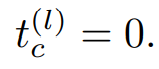 $t_c^{(l)} = 0.$